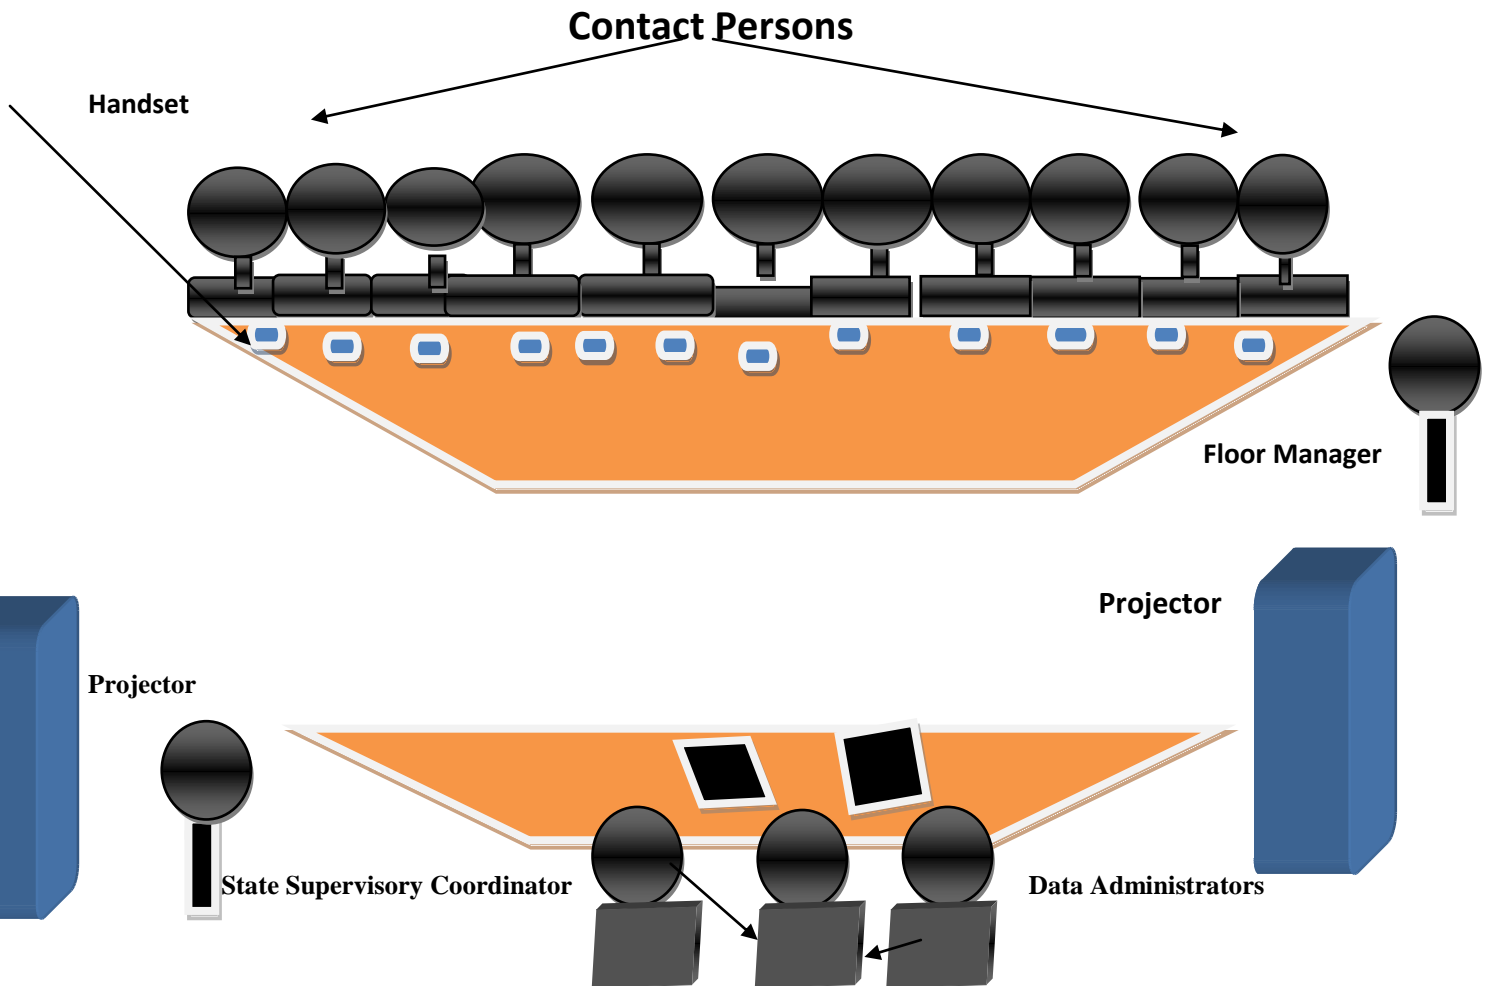 Contact Persons
Handset
Floor Manager
Projector
Projector
State Supervisory Coordinator
Data Administrators